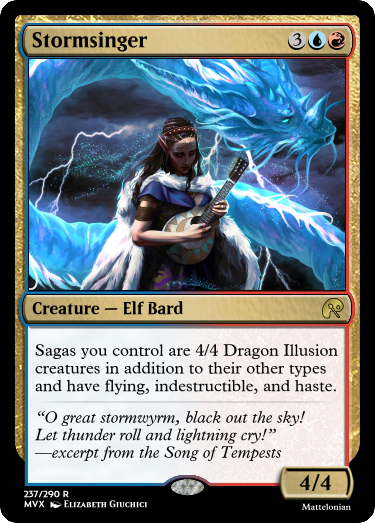 Stormsinger 3
Creature — Elf Bard
Sagas you control are 4/4 Dragon Illusion
creatures in addition to their other types
and have flying, indestructible, and haste.
“O great stormwyrm, black out the sky!
Let thunder roll and lightning cry!”
—excerpt from the Song of Tempests
4/4
237/290 R
MVX Elizabeth Giuchici
Mattelonian